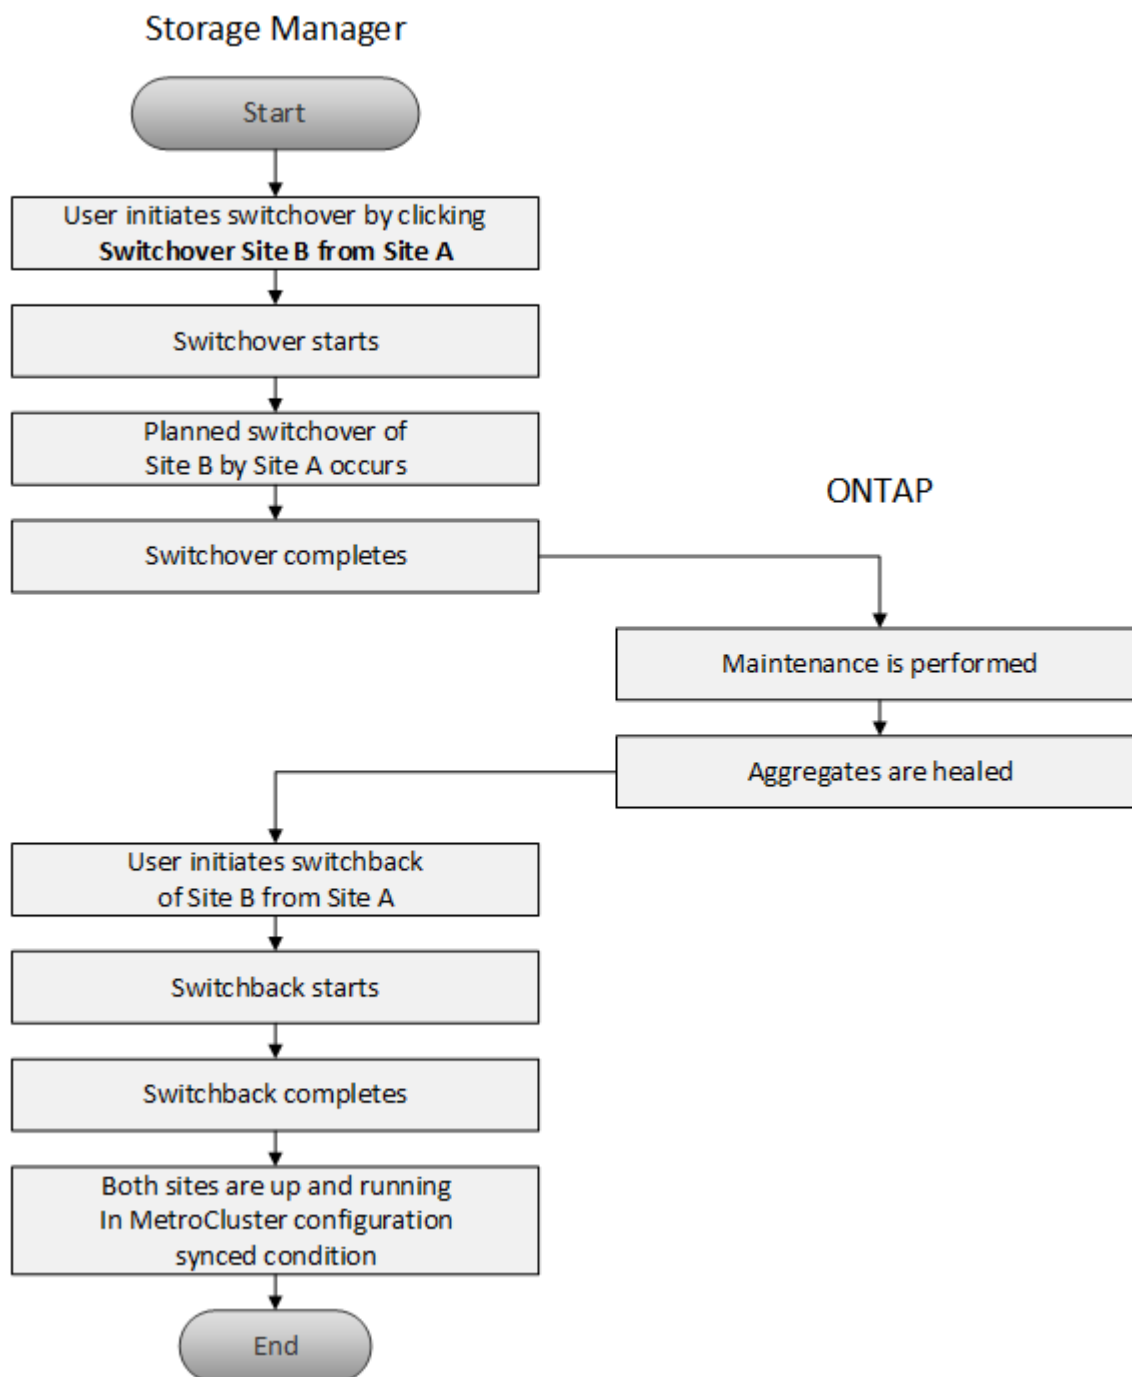 Storage Manager
Start
User initiates switchover by clicking
Switchover Site B from Site A
Switchover starts
Planned switchover of
Site B by Site A occurs
ONTAP
Switchover completes
Maintenance is performed
Aggregates are healed
User initiates switchback
of Site B from Site A
Switchback starts
Switchback completes
Both sites are up and running
In MetroCluster configuration
synced condition
End